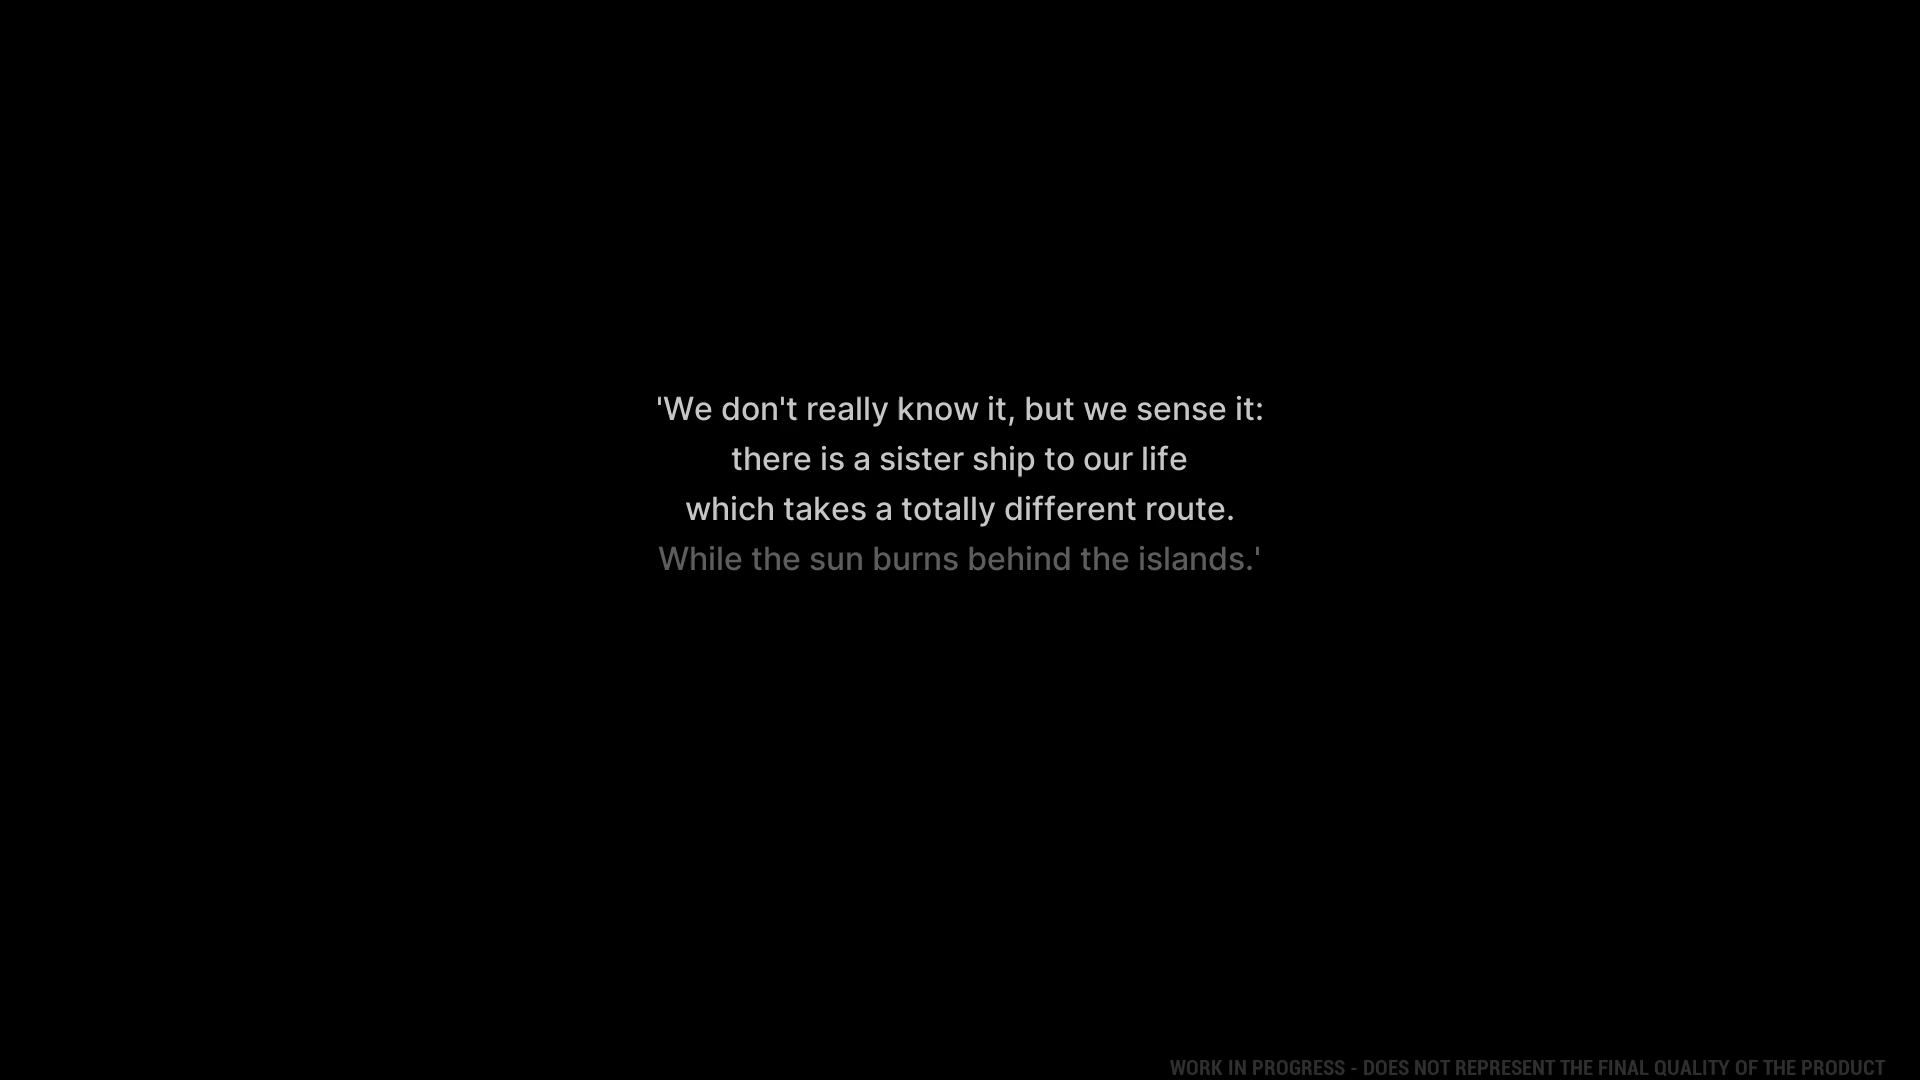 'We don't really know it, but we sense it:
there is a sister ship to our life
which takes a totally different route.
While the sun burns behind the islands.'
WORK IN PROGRESS - DOES NOT REPRESENT THE FINAL QUALITY OF THE PRODUCT